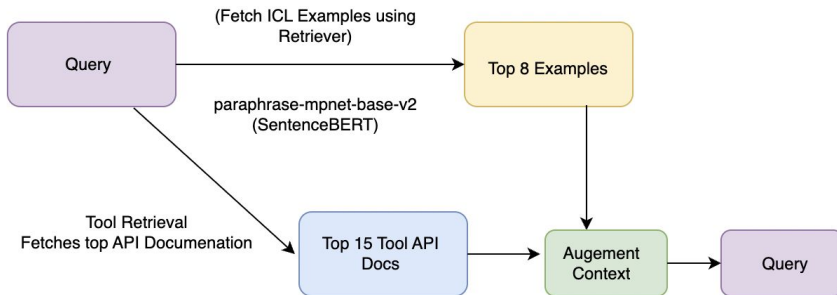 (Fetch ICL Examples using
Retriever)
Query
Top 8 Examples
paraphrase-mpnet-base-v2
(SentenceBERT)
Tool Retrieval
Fetches top API Documenation
Top 15 Tool API
Docs
Augement
Context
Query